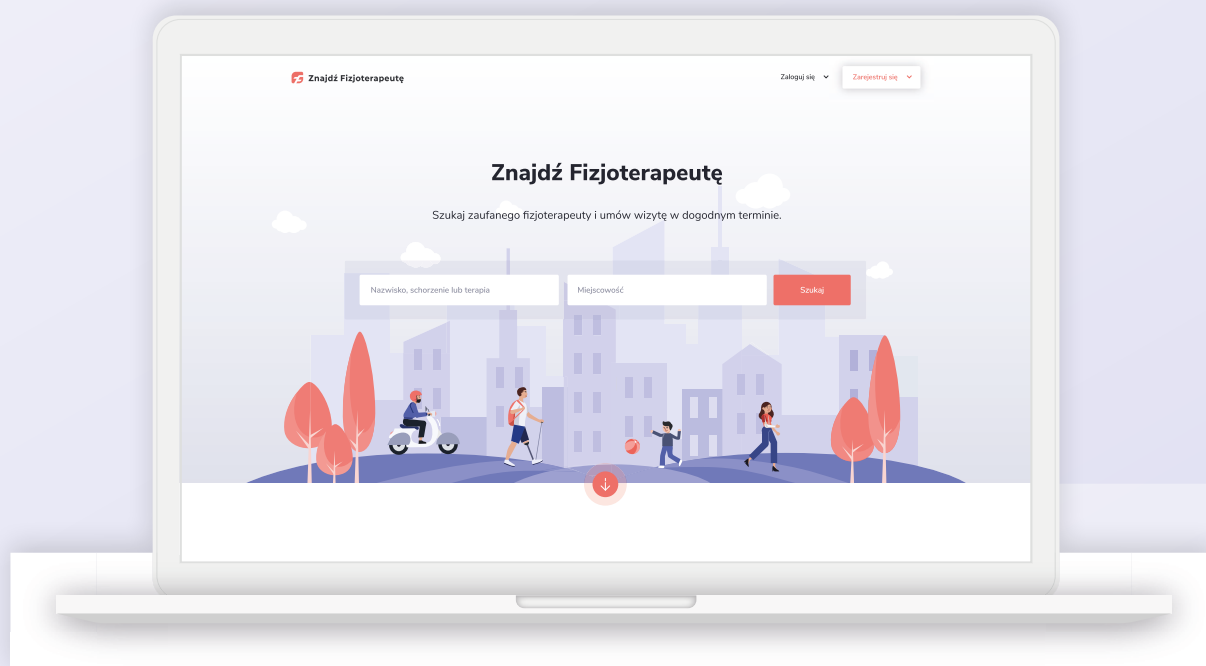 Znajdź Fizjoterapeutę
Zaloguj się
Zarejestruj się
Znajdź Fizjoterapeutę
Szukaj zaufanego fizjoterapeuty i umów wizytę w dogodnym terminie.
Nazwisko, schorzenie lub terapia
Miejscowość
Szukaj